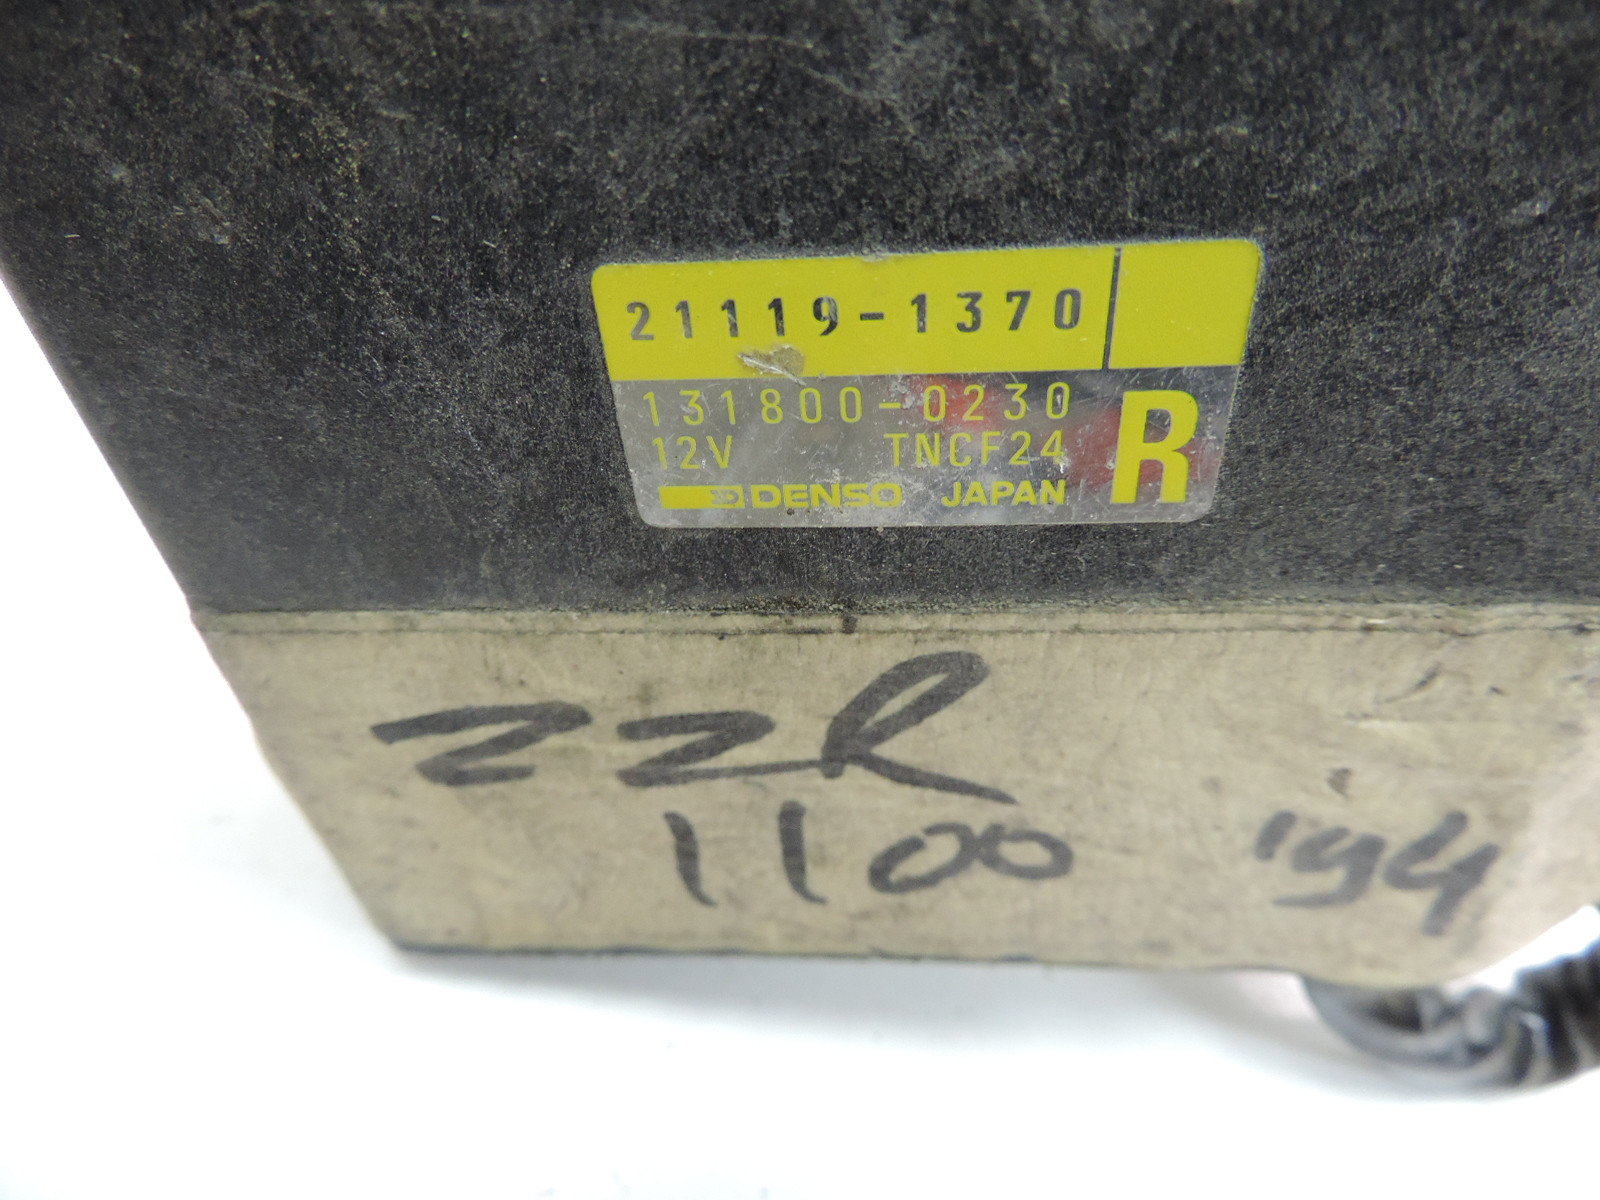 21119-1370
131800-0230
12V TNCF24 R
DENSO JAPAN
ZZR
1100 '94